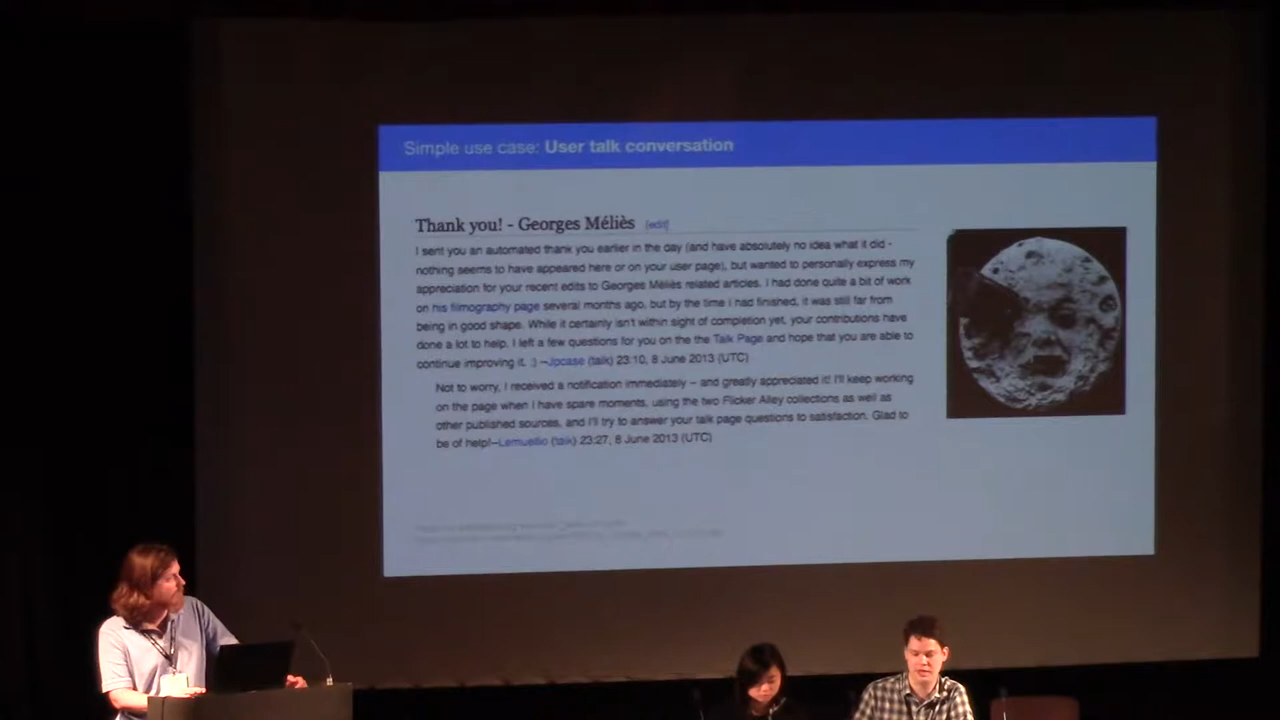 Simple use case: User talk conversation
Thank you! - Georges Méliès [edit]
I sent you an automated thank you earlier in the day (and have absolutely no idea what it did -
nothing seems to have appeared here or on your user page), but wanted to personally express my
appreciation for your recent edits to Georges Méliès related articles. I had done quite a bit of work
on his filmography page several months ago, but by the time I had finished, it was still far from
being in good shape. While it certainly isn't within sight of completion yet, your contributions have
done a lot to help. I left a few questions for you on the the Talk Page and hope that you are able to
continue improving it. :) --Jpcase (talk) 23:10, 8 June 2013 (UTC)
Not to worry, I received a notification immediately – and greatly appreciated it! I'll keep working
on the page when I have spare moments, using the two Flicker Alley collections as well as
other published sources, and I'll try to answer your talk page questions to satisfaction. Glad to
be of help!--Lemuellio (talk) 23:27, 8 June 2013 (UTC)